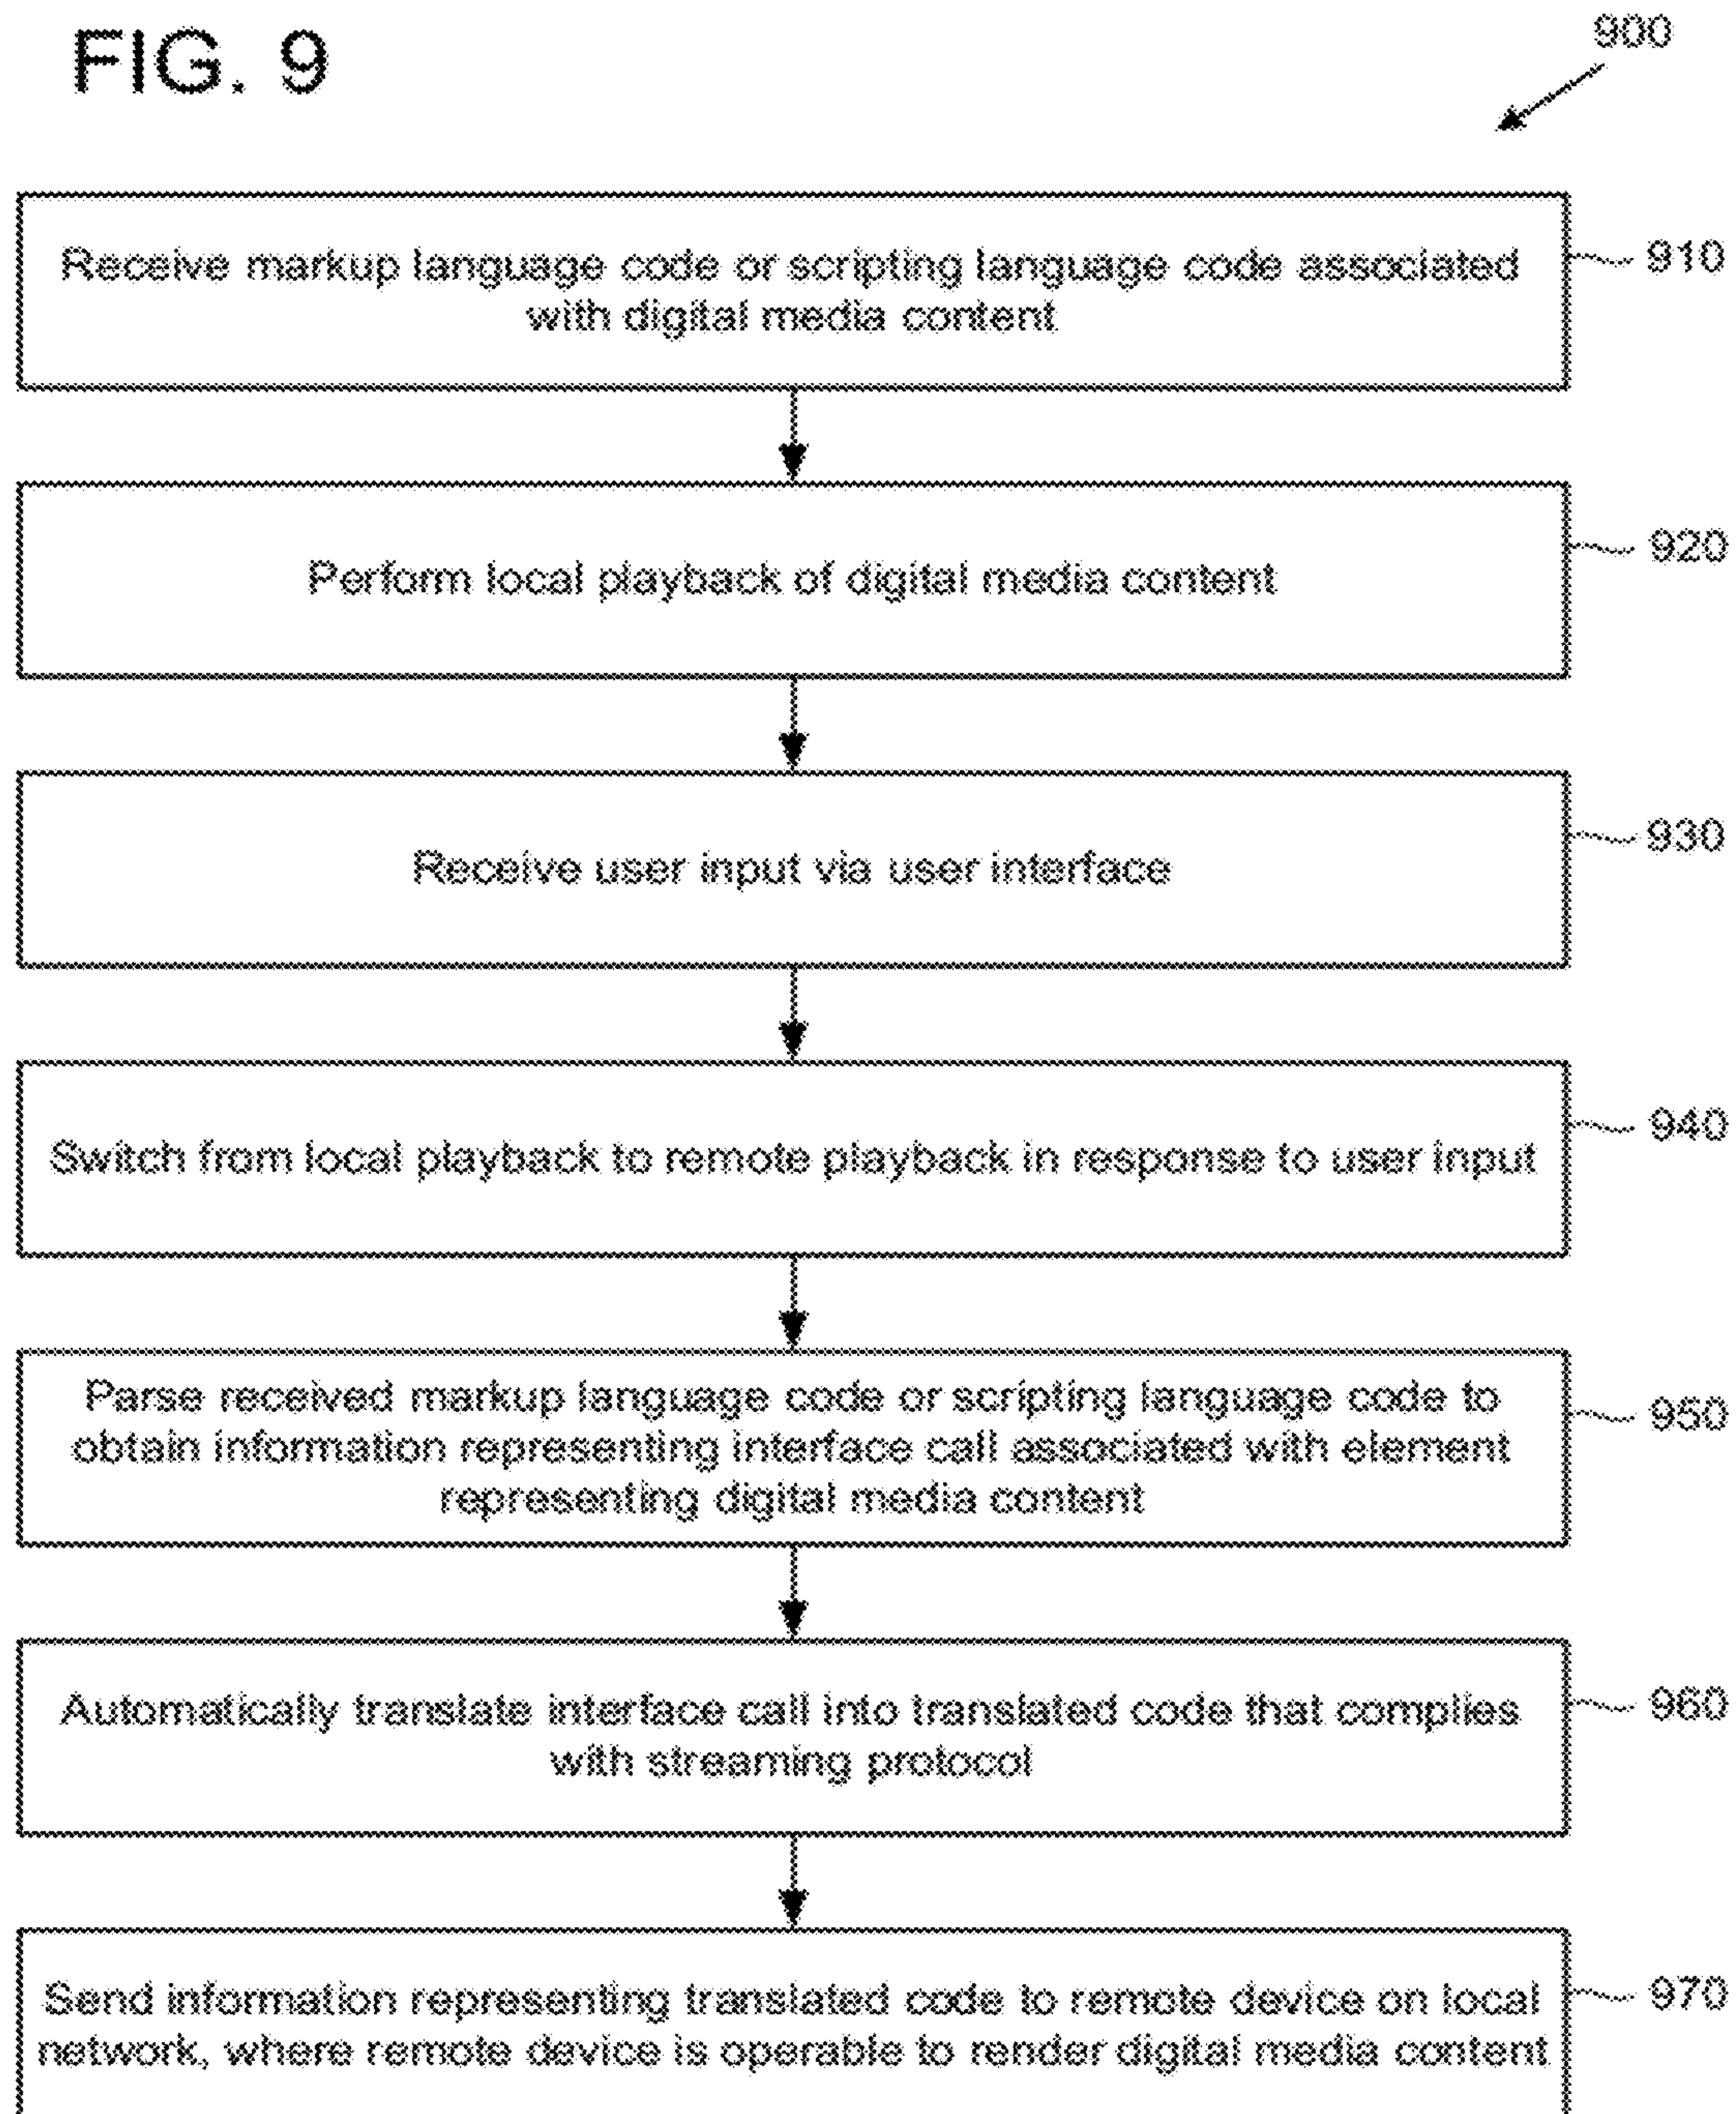 FIG. 9
900
Receive markup language code or scripting language code associated
with digital media content
910
Perform local playback of digital media content
920
Receive user input via user interface
930
Switch from local playback to remote playback in response to user input
940
Parse received markup language code or scripting language code to
obtain information representing interface call associated with element
representing digital media content
950
Automatically translate interface call into translated code that complies
with streaming protocol
960
Send information representing translated code to remote device on local
network, where remote device is operable to render digital media content
970